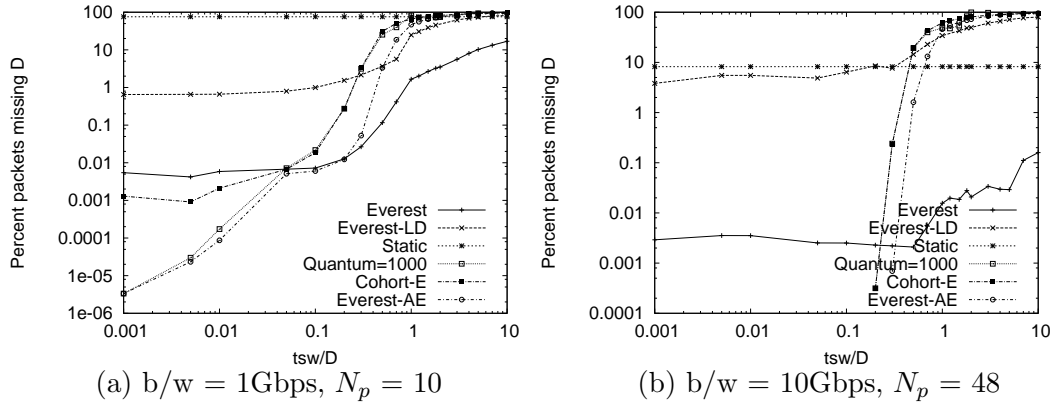 100
10
1
0.1
0.01
0.001
0.0001
1e-05
1e-06
Percent packets missing D
0.001
0.01
0.1
1
10
tsw/D
Everest
Everest-LD
Static
Quantum=1000
Cohort-E
Everest-AE
(a) b/w = 1Gbps, N_p = 10
100
10
1
0.1
0.01
0.001
0.0001
Percent packets missing D
0.001
0.01
0.1
1
10
tsw/D
Everest
Everest-LD
Static
Quantum=1000
Cohort-E
Everest-AE
(b) b/w = 10Gbps, N_p = 48